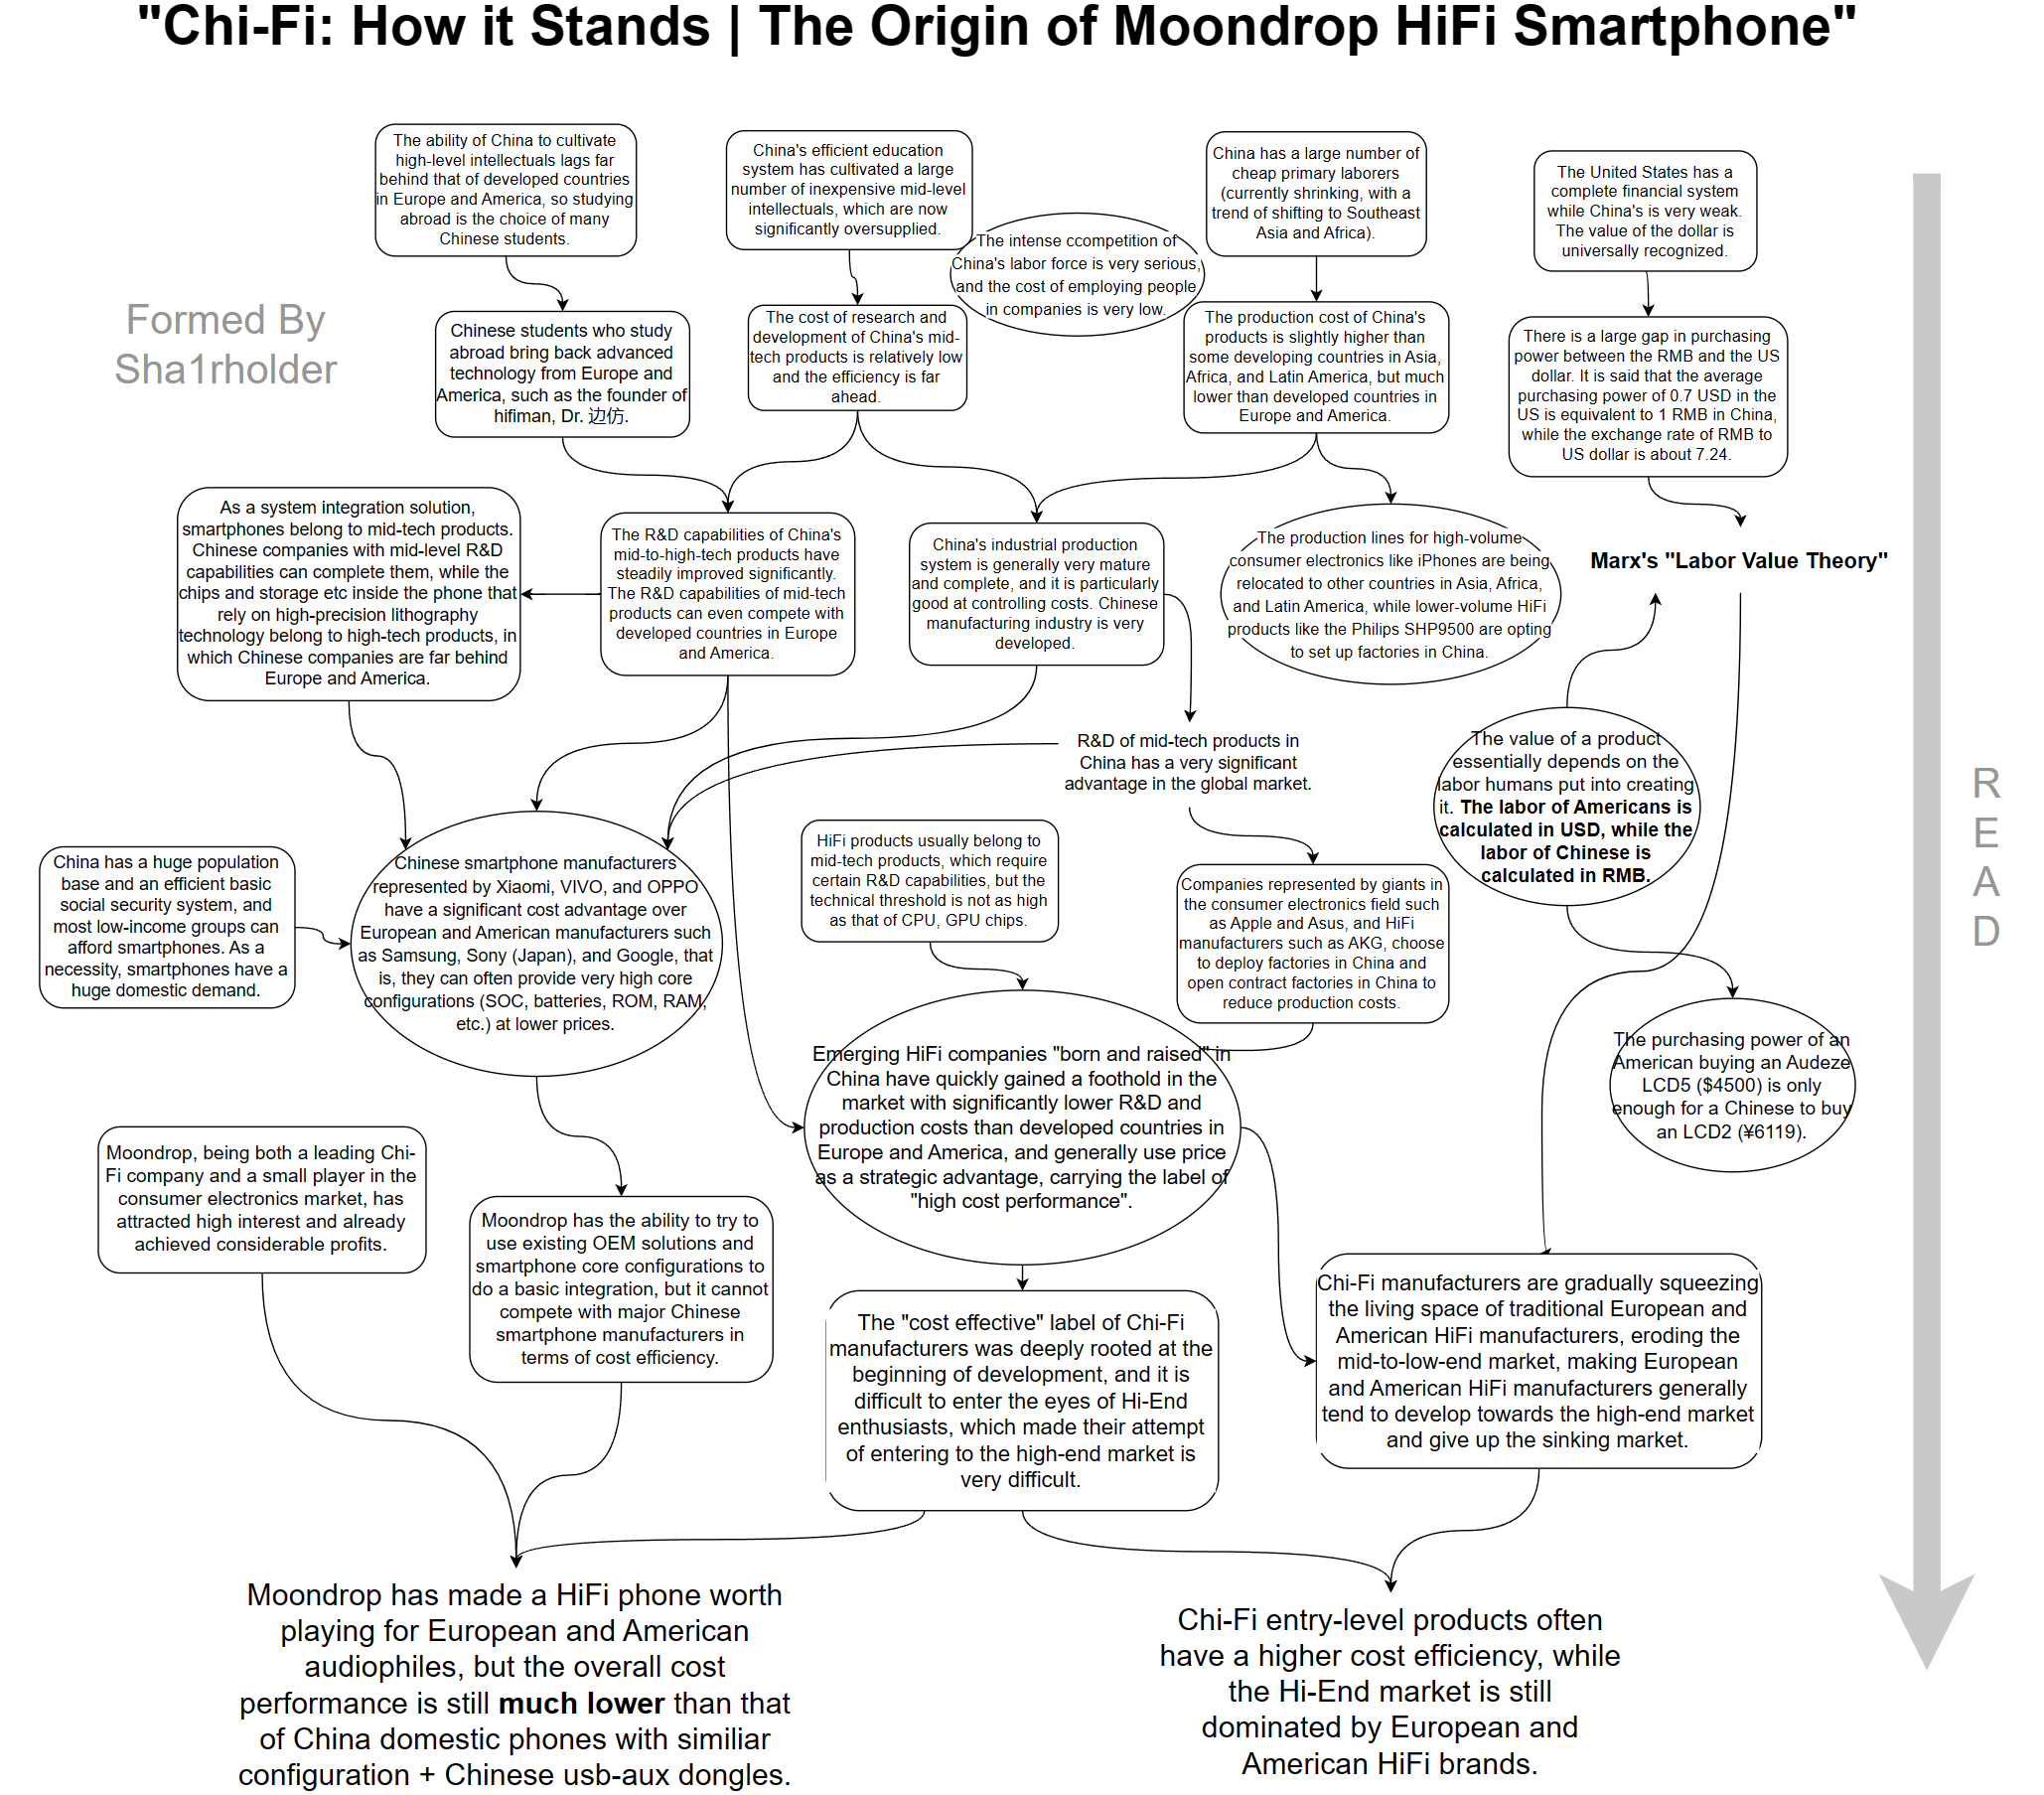 "Chi-Fi: How it Stands | The Origin of Moondrop HiFi Smartphone"
The ability of China to cultivate
high-level intellectuals lags far
behind that of developed countries
in Europe and America, so studying
abroad is the choice of many
Chinese students.
China's efficient education
system has cultivated a large
number of inexpensive mid-level
intellectuals, which are now
significantly oversupplied.
The intense ccompetition of
China's labor force is very serious,
and the cost of employing people
in companies is very low.
China has a large number of
cheap primary laborers
(currently shrinking, with a
trend of shifting to Southeast
Asia and Africa).
The United States has a
complete financial system
while China's is very weak.
The value of the dollar is
universally recognized.
Formed By
Sha1rholder
Chinese students who study
abroad bring back advanced
technology from Europe and
America, such as the founder of
hifiman, Dr. 边仿.
The cost of research and
development of China's mid-
tech products is relatively low
and the efficiency is far
ahead.
The production cost of China's
products is slightly higher than
some developing countries in Asia,
Africa, and Latin America, but much
lower than developed countries in
Europe and America.
There is a large gap in purchasing
power between the RMB and the US
dollar. It is said that the average
purchasing power of 0.7 USD in the
US is equivalent to 1 RMB in China,
while the exchange rate of RMB to
US dollar is about 7.24.
As a system integration solution,
smartphones belong to mid-tech products.
Chinese companies with mid-level R&D
capabilities can complete them, while the
chips and storage etc inside the phone that
rely on high-precision lithography
technology belong to high-tech products, in
which Chinese companies are far behind
Europe and America.
The R&D capabilities of China's
mid-to-high-tech products have
steadily improved significantly.
The R&D capabilities of mid-tech
products can even compete with
developed countries in Europe
and America.
China's industrial production
system is generally very mature
and complete, and it is particularly
good at controlling costs. Chinese
manufacturing industry is very
developed.
The production lines for high-volume
consumer electronics like iPhones are being
relocated to other countries in Asia, Africa,
and Latin America, while lower-volume HiFi
products like the Philips SHP9500 are opting
to set up factories in China.
Marx's "Labor Value Theory"
R&D of mid-tech products in
China has a very significant
advantage in the global market.
The value of a product
essentially depends on the
labor humans put into creating
it. The labor of Americans is
calculated in USD, while the
labor of Chinese is
calculated in RMB.
R
E
A
D
China has a huge population
base and an efficient basic
social security system, and
most low-income groups can
afford smartphones. As a
necessity, smartphones have a
huge domestic demand.
Chinese smartphone manufacturers
represented by Xiaomi, VIVO, and OPPO
have a significant cost advantage over
European and American manufacturers such
as Samsung, Sony (Japan), and Google, that
is, they can often provide very high core
configurations (SOC, batteries, ROM, RAM,
etc.) at lower prices.
HiFi products usually belong to
mid-tech products, which require
certain R&D capabilities, but the
technical threshold is not as high
as that of CPU, GPU chips.
Companies represented by giants in
the consumer electronics field such
as Apple and Asus, and HiFi
manufacturers such as AKG, choose
to deploy factories in China and
open contract factories in China to
reduce production costs.
Emerging HiFi companies "born and raised" in
China have quickly gained a foothold in the
market with significantly lower R&D and
production costs than developed countries in
Europe and America, and generally use price
as a strategic advantage, carrying the label of
"high cost performance".
The purchasing power of an
American buying an Audeze
LCD5 ($4500) is only
enough for a Chinese to buy
an LCD2 (¥6119).
Moondrop, being both a leading Chi-
Fi company and a small player in the
consumer electronics market, has
attracted high interest and already
achieved considerable profits.
Moondrop has the ability to try to
use existing OEM solutions and
smartphone core configurations to
do a basic integration, but it cannot
compete with major Chinese
smartphone manufacturers in
terms of cost efficiency.
The "cost effective" label of Chi-Fi
manufacturers was deeply rooted at the
beginning of development, and it is
difficult to enter the eyes of Hi-End
enthusiasts, which made their attempt
of entering to the high-end market is
very difficult.
Chi-Fi manufacturers are gradually squeezing
the living space of traditional European and
American HiFi manufacturers, eroding the
mid-to-low-end market, making European
and American HiFi manufacturers generally
tend to develop towards the high-end market
and give up the sinking market.
Moondrop has made a HiFi phone worth
playing for European and American
audiophiles, but the overall cost
performance is still much lower than that
of China domestic phones with similiar
configuration + Chinese usb-aux dongles.
Chi-Fi entry-level products often
have a higher cost efficiency, while
the Hi-End market is still
dominated by European and
American HiFi brands.